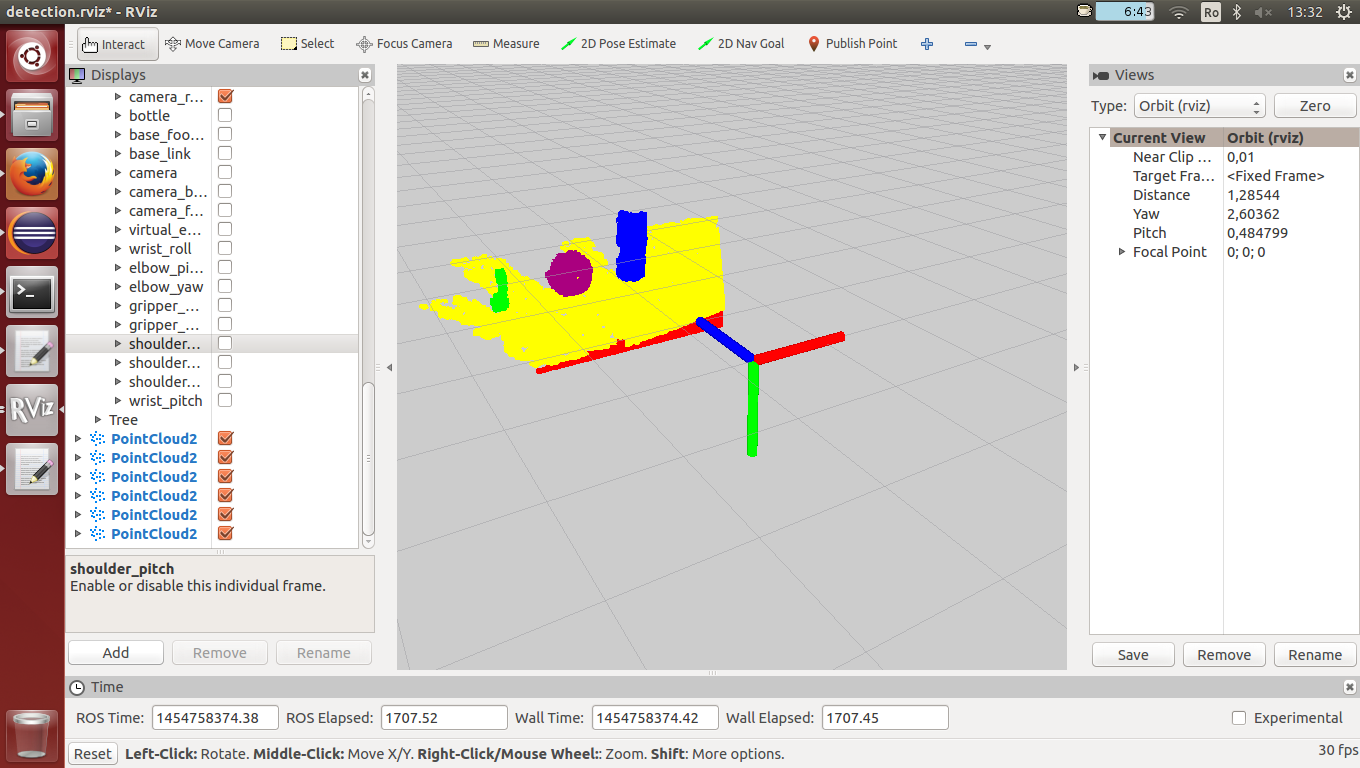 detection.rviz* - RViz
6:43
Ro
13:32
Interact
Move Camera
Select
Focus Camera
Measure
2D Pose Estimate
2D Nav Goal
Publish Point
Displays
camera_r...
bottle
base_foo...
base_link
camera
camera_b...
camera_f...
virtual_e...
wrist_roll
elbow_pi...
elbow_yaw
gripper_...
gripper_...
shoulder...
shoulder...
shoulder...
wrist_pitch
Tree
PointCloud2
PointCloud2
PointCloud2
PointCloud2
PointCloud2
PointCloud2
shoulder_pitch
Enable or disable this individual frame.
Add
Remove
Rename
RViz
Views
Type: Orbit (rviz)
Zero
Current View Orbit (rviz)
Near Clip ... 0,01
Target Fra... <Fixed Frame>
Distance 1,28544
Yaw 2,60362
Pitch 0,484799
Focal Point 0; 0; 0
Save
Remove
Rename
Time
ROS Time: 1454758374.38 ROS Elapsed: 1707.52 Wall Time: 1454758374.42 Wall Elapsed: 1707.45 Experimental
Reset Left-Click: Rotate. Middle-Click: Move X/Y. Right-Click/Mouse Wheel:: Zoom. Shift: More options. 30 fps